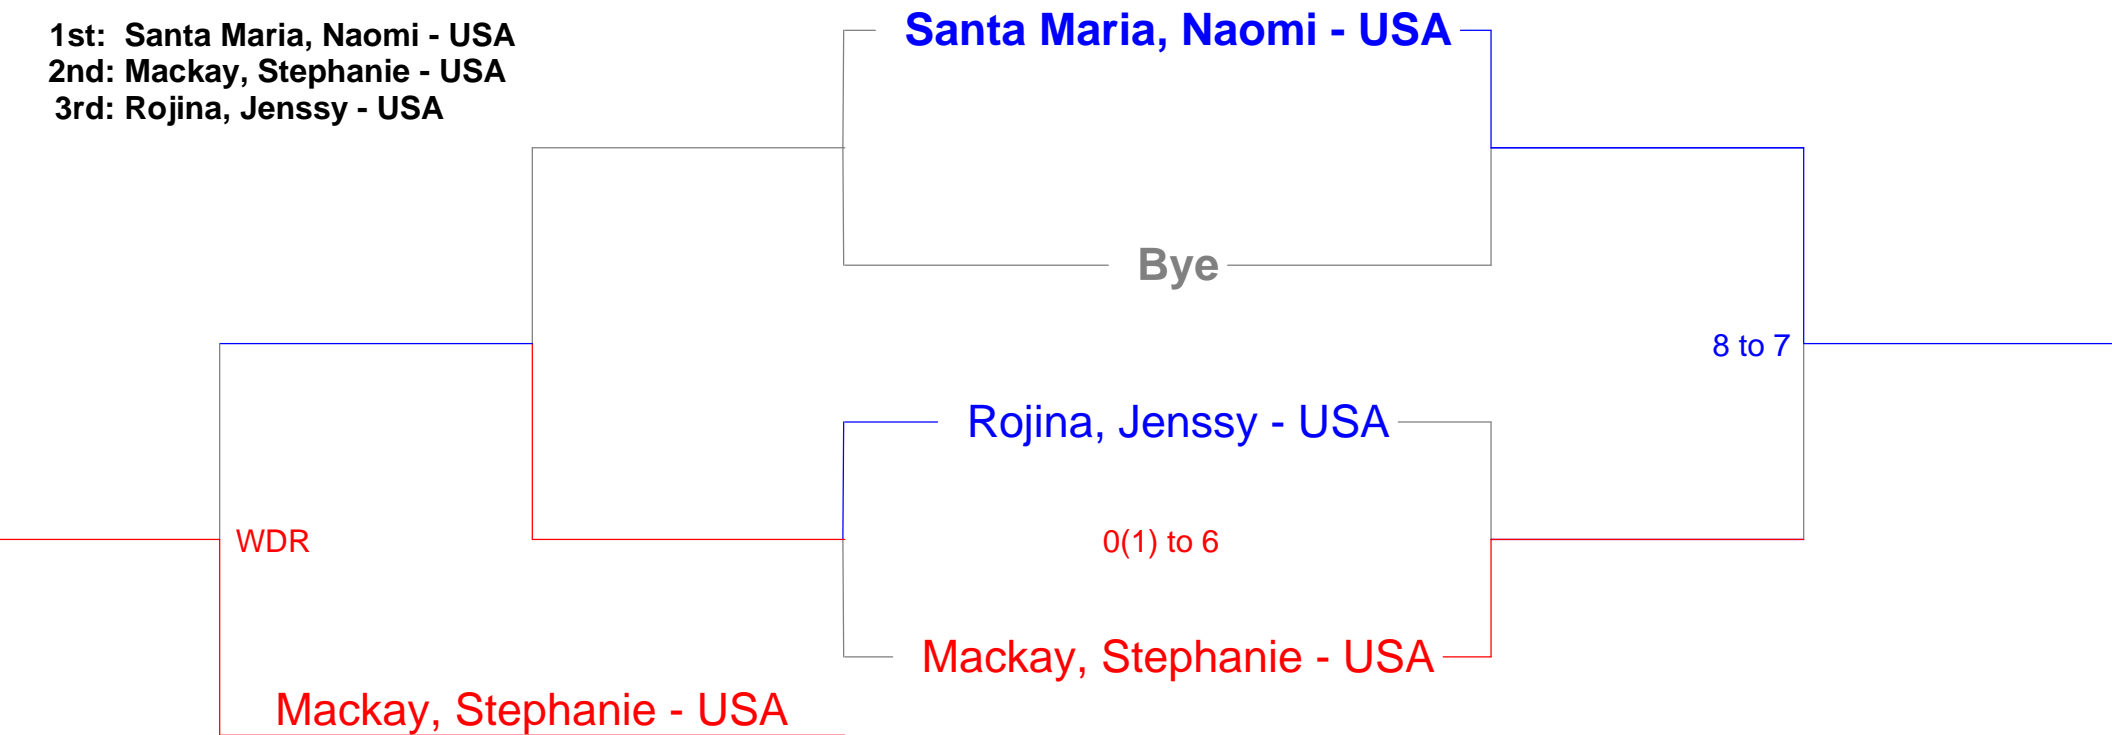 1st: Santa Maria, Naomi - USA
2nd: Mackay, Stephanie - USA
3rd: Rojina, Jenssy - USA
Santa Maria, Naomi - USA
Bye
8 to 7
Rojina, Jenssy - USA
WDR
0(1) to 6
Mackay, Stephanie - USA
Mackay, Stephanie - USA